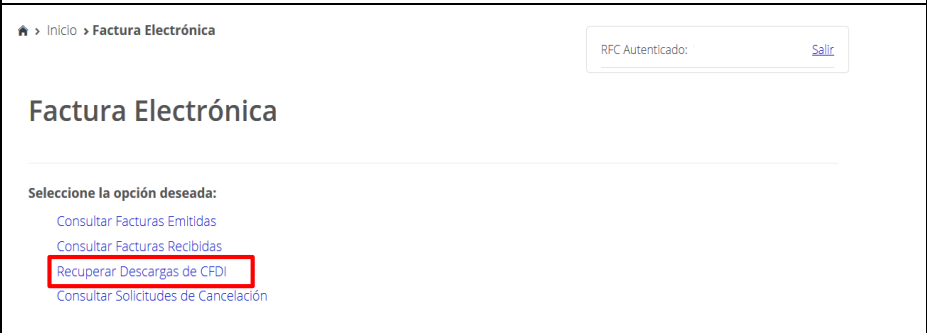 Inicio › Factura Electrónica
RFC Autenticado: Salir
Factura Electrónica
Seleccione la opción deseada:
Consultar Facturas Emitidas
Consultar Facturas Recibidas
Recuperar Descargas de CFDI
Consultar Solicitudes de Cancelación